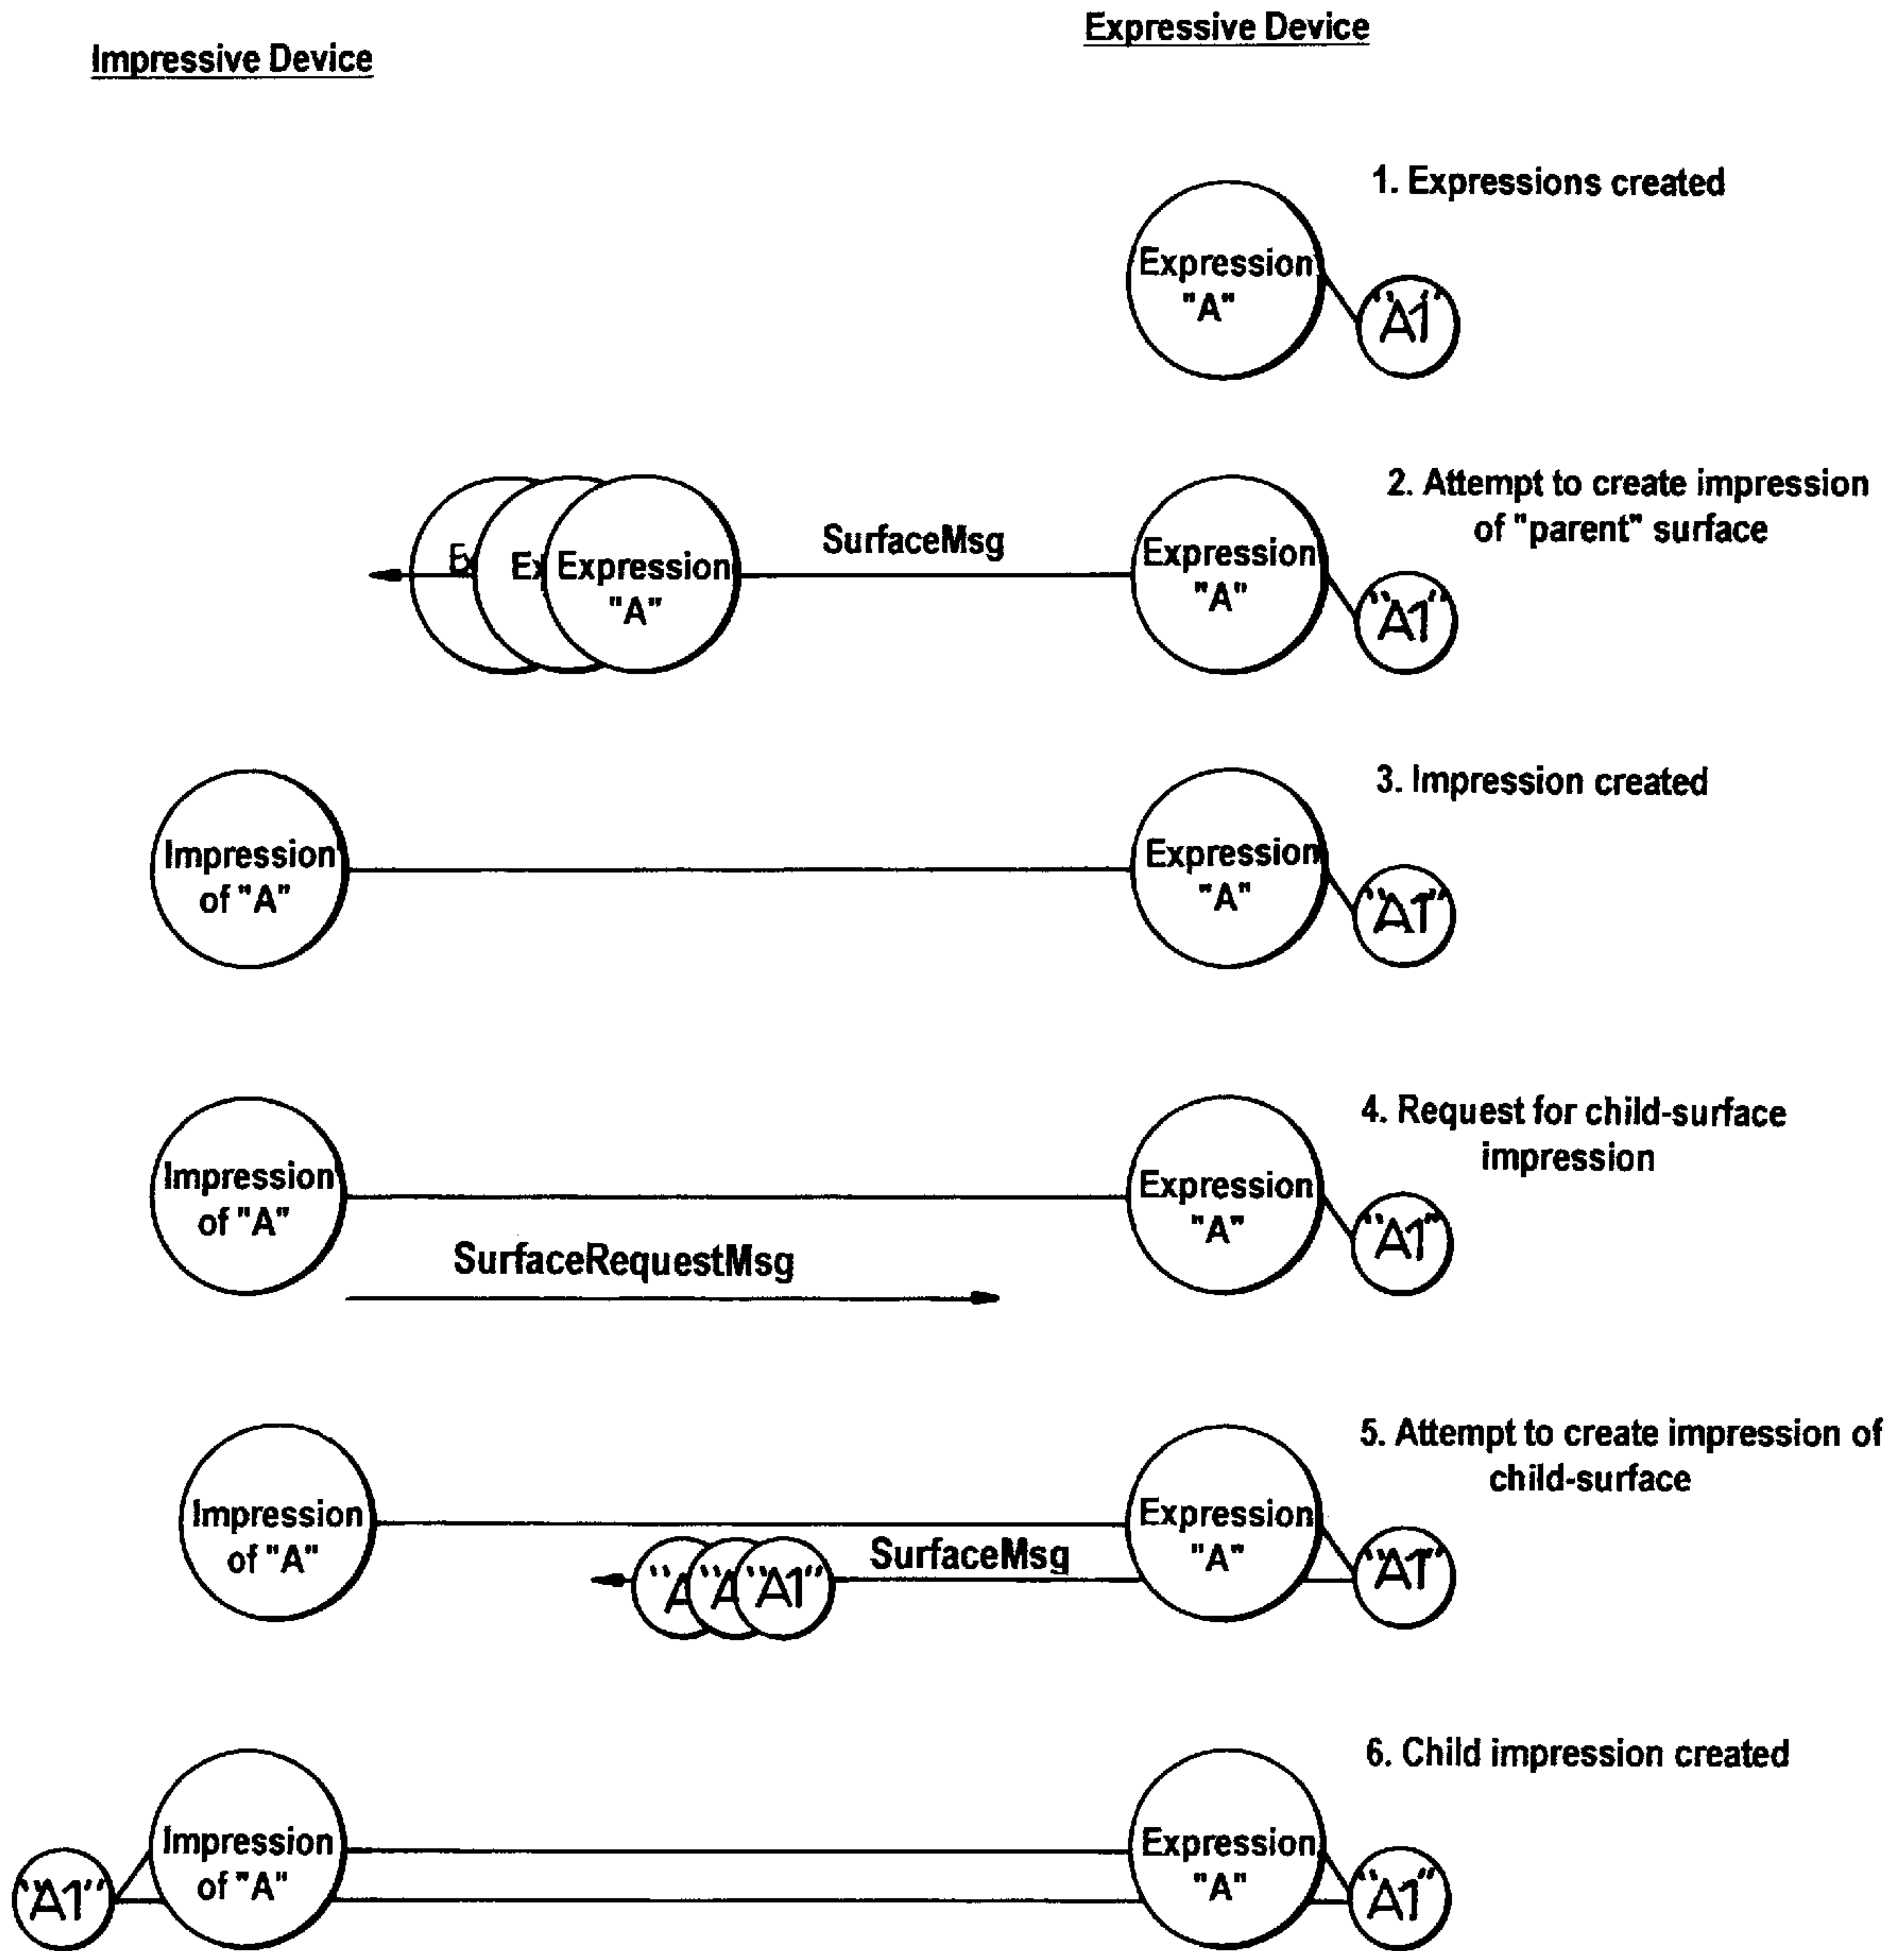 Impressive Device
Expressive Device
1. Expressions created
Expression
"A"
"A1"
2. Attempt to create impression
of "parent" surface
Ex
Ex
Expression
"A"
SurfaceMsg
Expression
"A"
"A1"
3. Impression created
Impression
of "A"
Expression
"A"
"A1"
4. Request for child-surface
impression
Impression
of "A"
Expression
"A"
"A1"
SurfaceRequestMsg
5. Attempt to create impression of
child-surface
Impression
of "A"
Expression
"A"
"A
"A
"A1"
SurfaceMsg
"A1"
6. Child impression created
"A1"
Impression
of "A"
Expression
"A"
"A1"